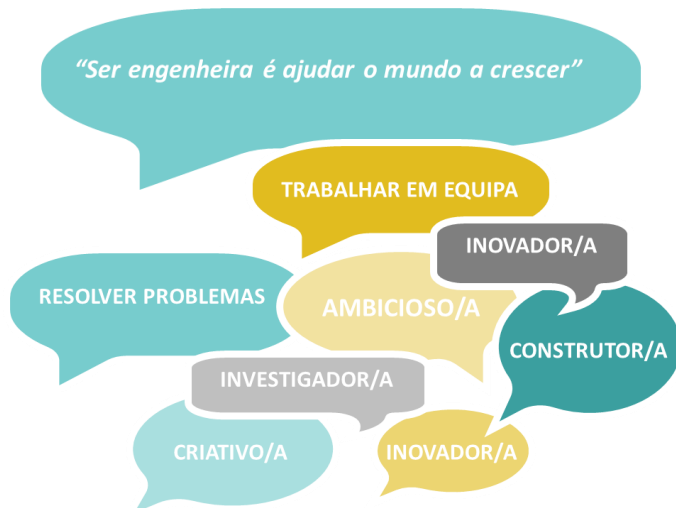 “Ser engenheira é ajudar o mundo a crescer”
TRABALHAR EM EQUIPA
INOVADOR/A
RESOLVER PROBLEMAS
AMBICIOSO/A
CONSTRUTOR/A
INVESTIGADOR/A
CRIATIVO/A
INOVADOR/A